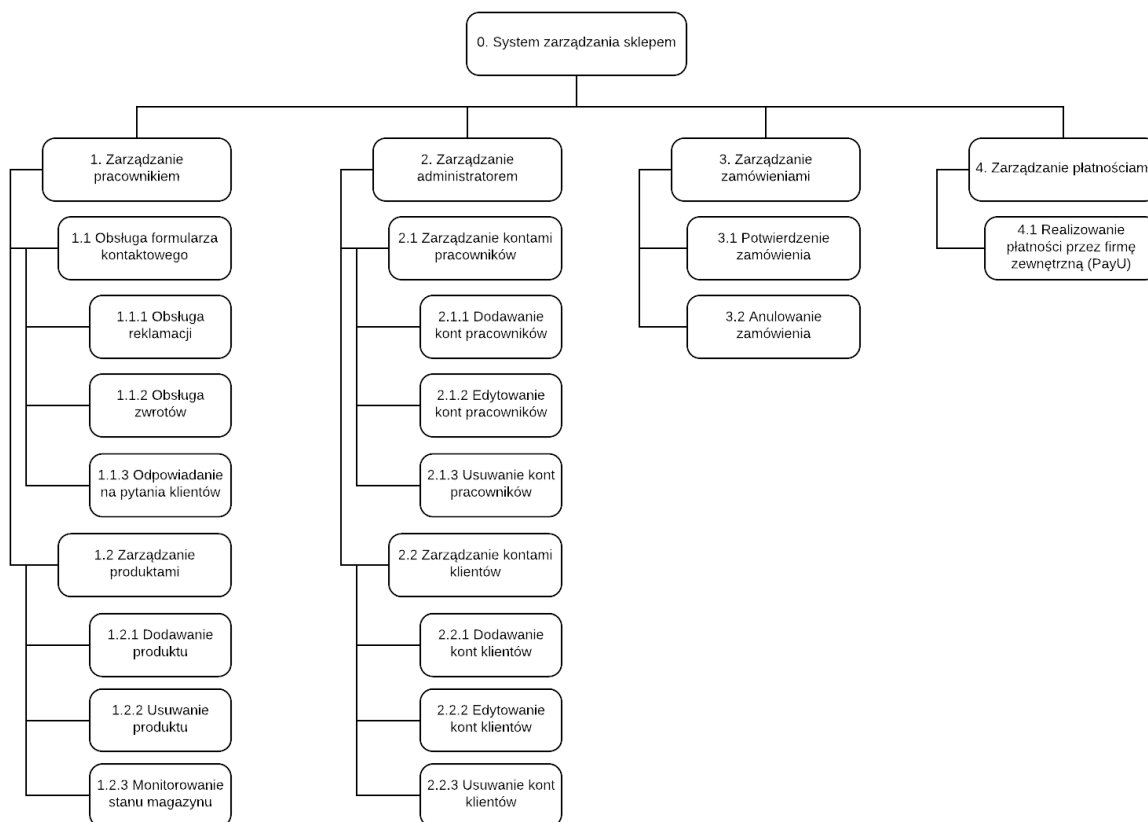 0. System zarządzania sklepem
1. Zarządzanie
pracownikiem
2. Zarządzanie
administratorem
3. Zarządzanie
zamówieniami
4. Zarządzanie płatnościam
1.1 Obsługa formularza
kontaktowego
2.1 Zarządzanie kontami
pracowników
3.1 Potwierdzenie
zamówienia
4.1 Realizowanie
płatności przez firmę
zewnętrzną (PayU)
1.1.1 Obsługa
reklamacji
2.1.1 Dodawanie
kont pracowników
3.2 Anulowanie
zamówienia
1.1.2 Obsługa
zwrotów
2.1.2 Edytowanie
kont pracowników
1.1.3 Odpowiadanie
na pytania klientów
2.1.3 Usuwanie kont
pracowników
1.2 Zarządzanie
produktami
2.2 Zarządzanie kontami
klientów
1.2.1 Dodawanie
produktu
2.2.1 Dodawanie
kont klientów
1.2.2 Usuwanie
produktu
2.2.2 Edytowanie
kont klientów
1.2.3 Monitorowanie
stanu magazynu
2.2.3 Usuwanie kont
klientów